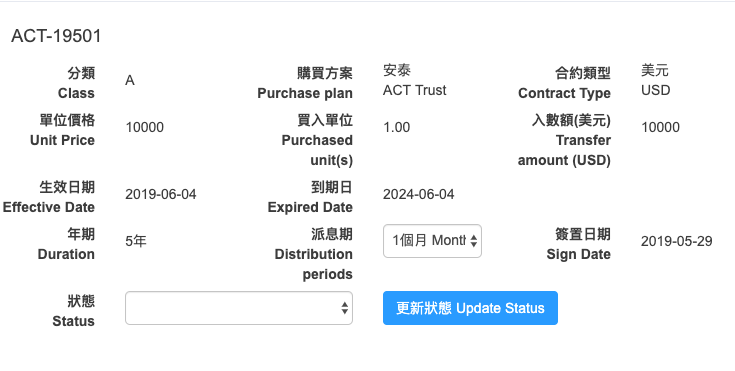 ACT-19501
分類
Class
A
購買方案
Purchase plan
安泰
ACT Trust
合約類型
Contract Type
美元
USD
單位價格
Unit Price
10000
買入單位
Purchased
unit(s)
1.00
入數額(美元)
Transfer
amount (USD)
10000
生效日期
Effective Date
2019-06-04
到期日
Expired Date
2024-06-04
年期
Duration
5年
派息期
Distribution
periods
1個月 Month
簽置日期
Sign Date
2019-05-29
狀態
Status
更新狀態 Update Status